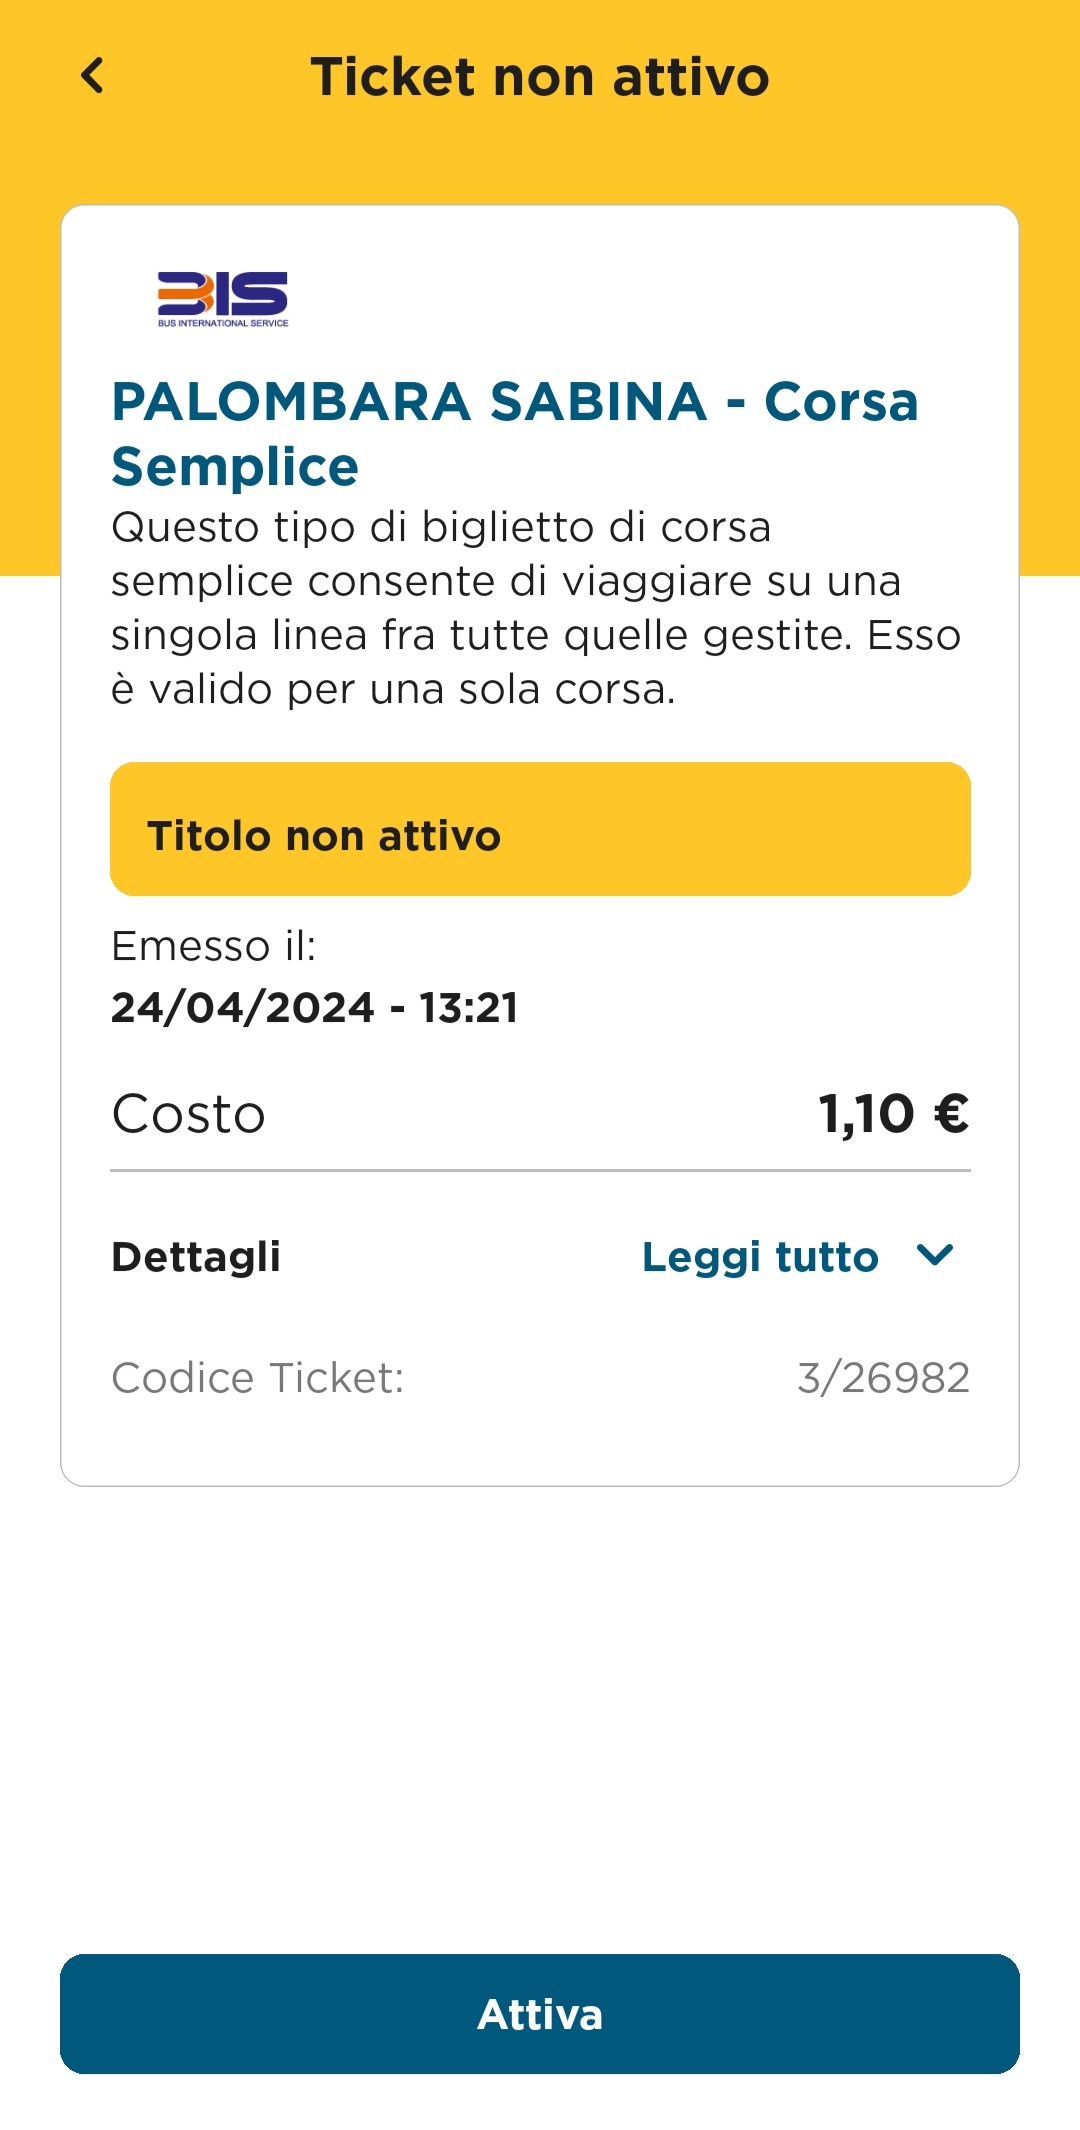 Ticket non attivo
BIS
BUS INTERNATIONAL SERVICE
PALOMBARA SABINA - Corsa
Semplice
Questo tipo di biglietto di corsa
semplice consente di viaggiare su una
singola linea fra tutte quelle gestite. Esso
è valido per una sola corsa.
Titolo non attivo
Emesso il:
24/04/2024 - 13:21
Costo 1,10 €
Dettagli Leggi tutto
Codice Ticket: 3/26982
Attiva